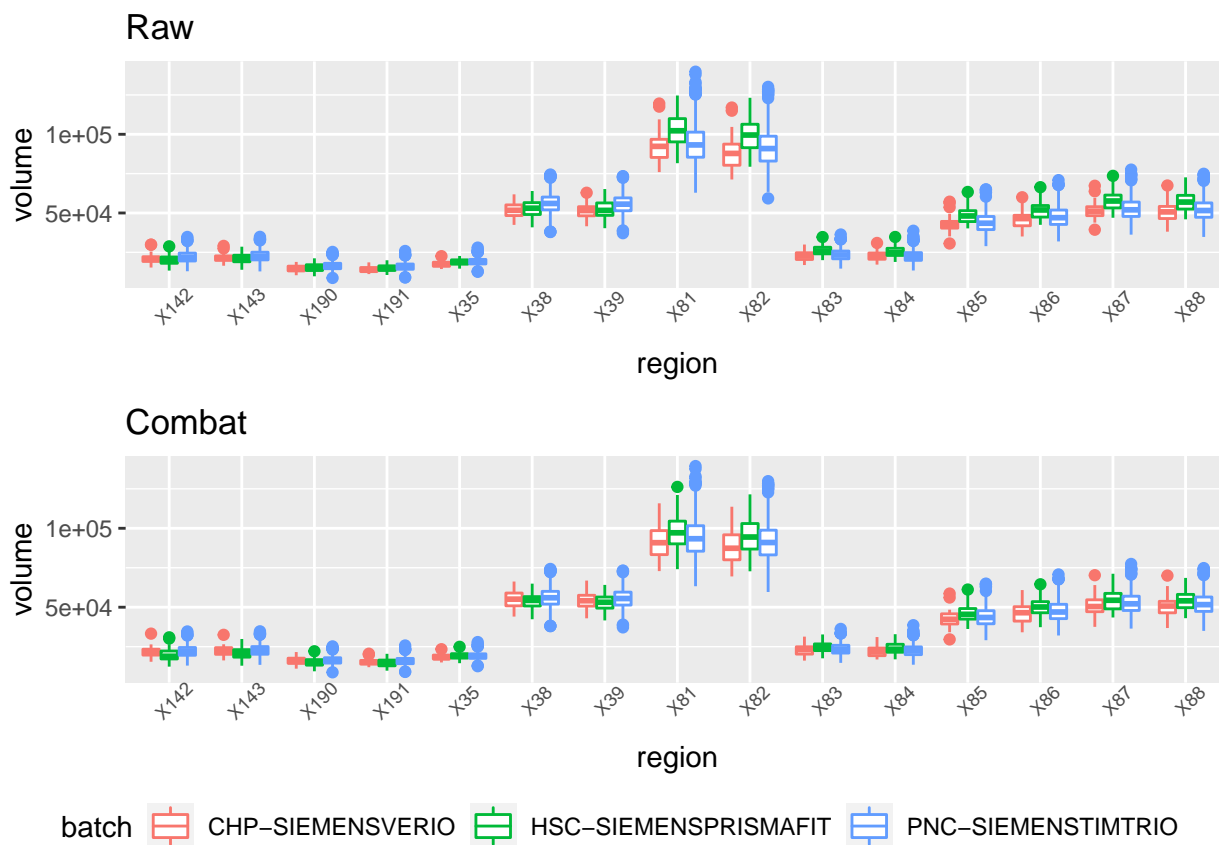 Raw
volume
1e+05
5e+04
X142 X143 X190 X191 X35 X38 X39 X81 X82 X83 X84 X85 X86 X87 X88
region
Combat
volume
1e+05
5e+04
X142 X143 X190 X191 X35 X38 X39 X81 X82 X83 X84 X85 X86 X87 X88
region
batch CHP−SIEMENSVERIO HSC−SIEMENSPRISMAFIT PNC−SIEMENSTIMTRIO